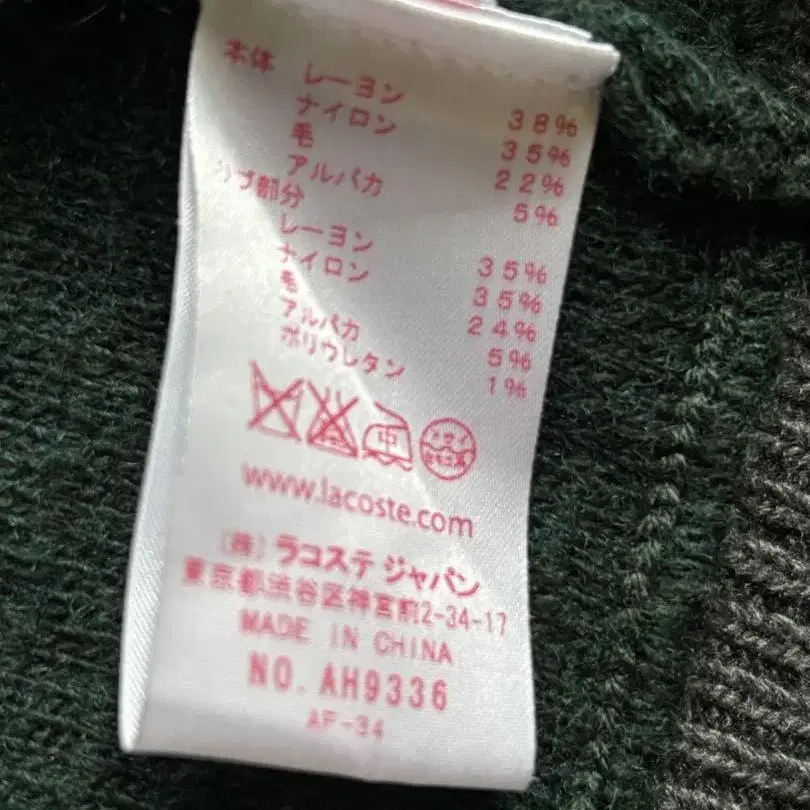 本体 レーヨン 38%
ナイロン 35%
毛 22%
アルパカ 5%
リブ部分
レーヨン 35%
ナイロン 35%
毛 24%
アルパカ 5%
ポリウレタン 1%
中
www.lacoste.com
(株) ラコステ ジャパン
東京都渋谷区神宮前2-34-17
MADE IN CHINA
NO. AH9336
AF-34